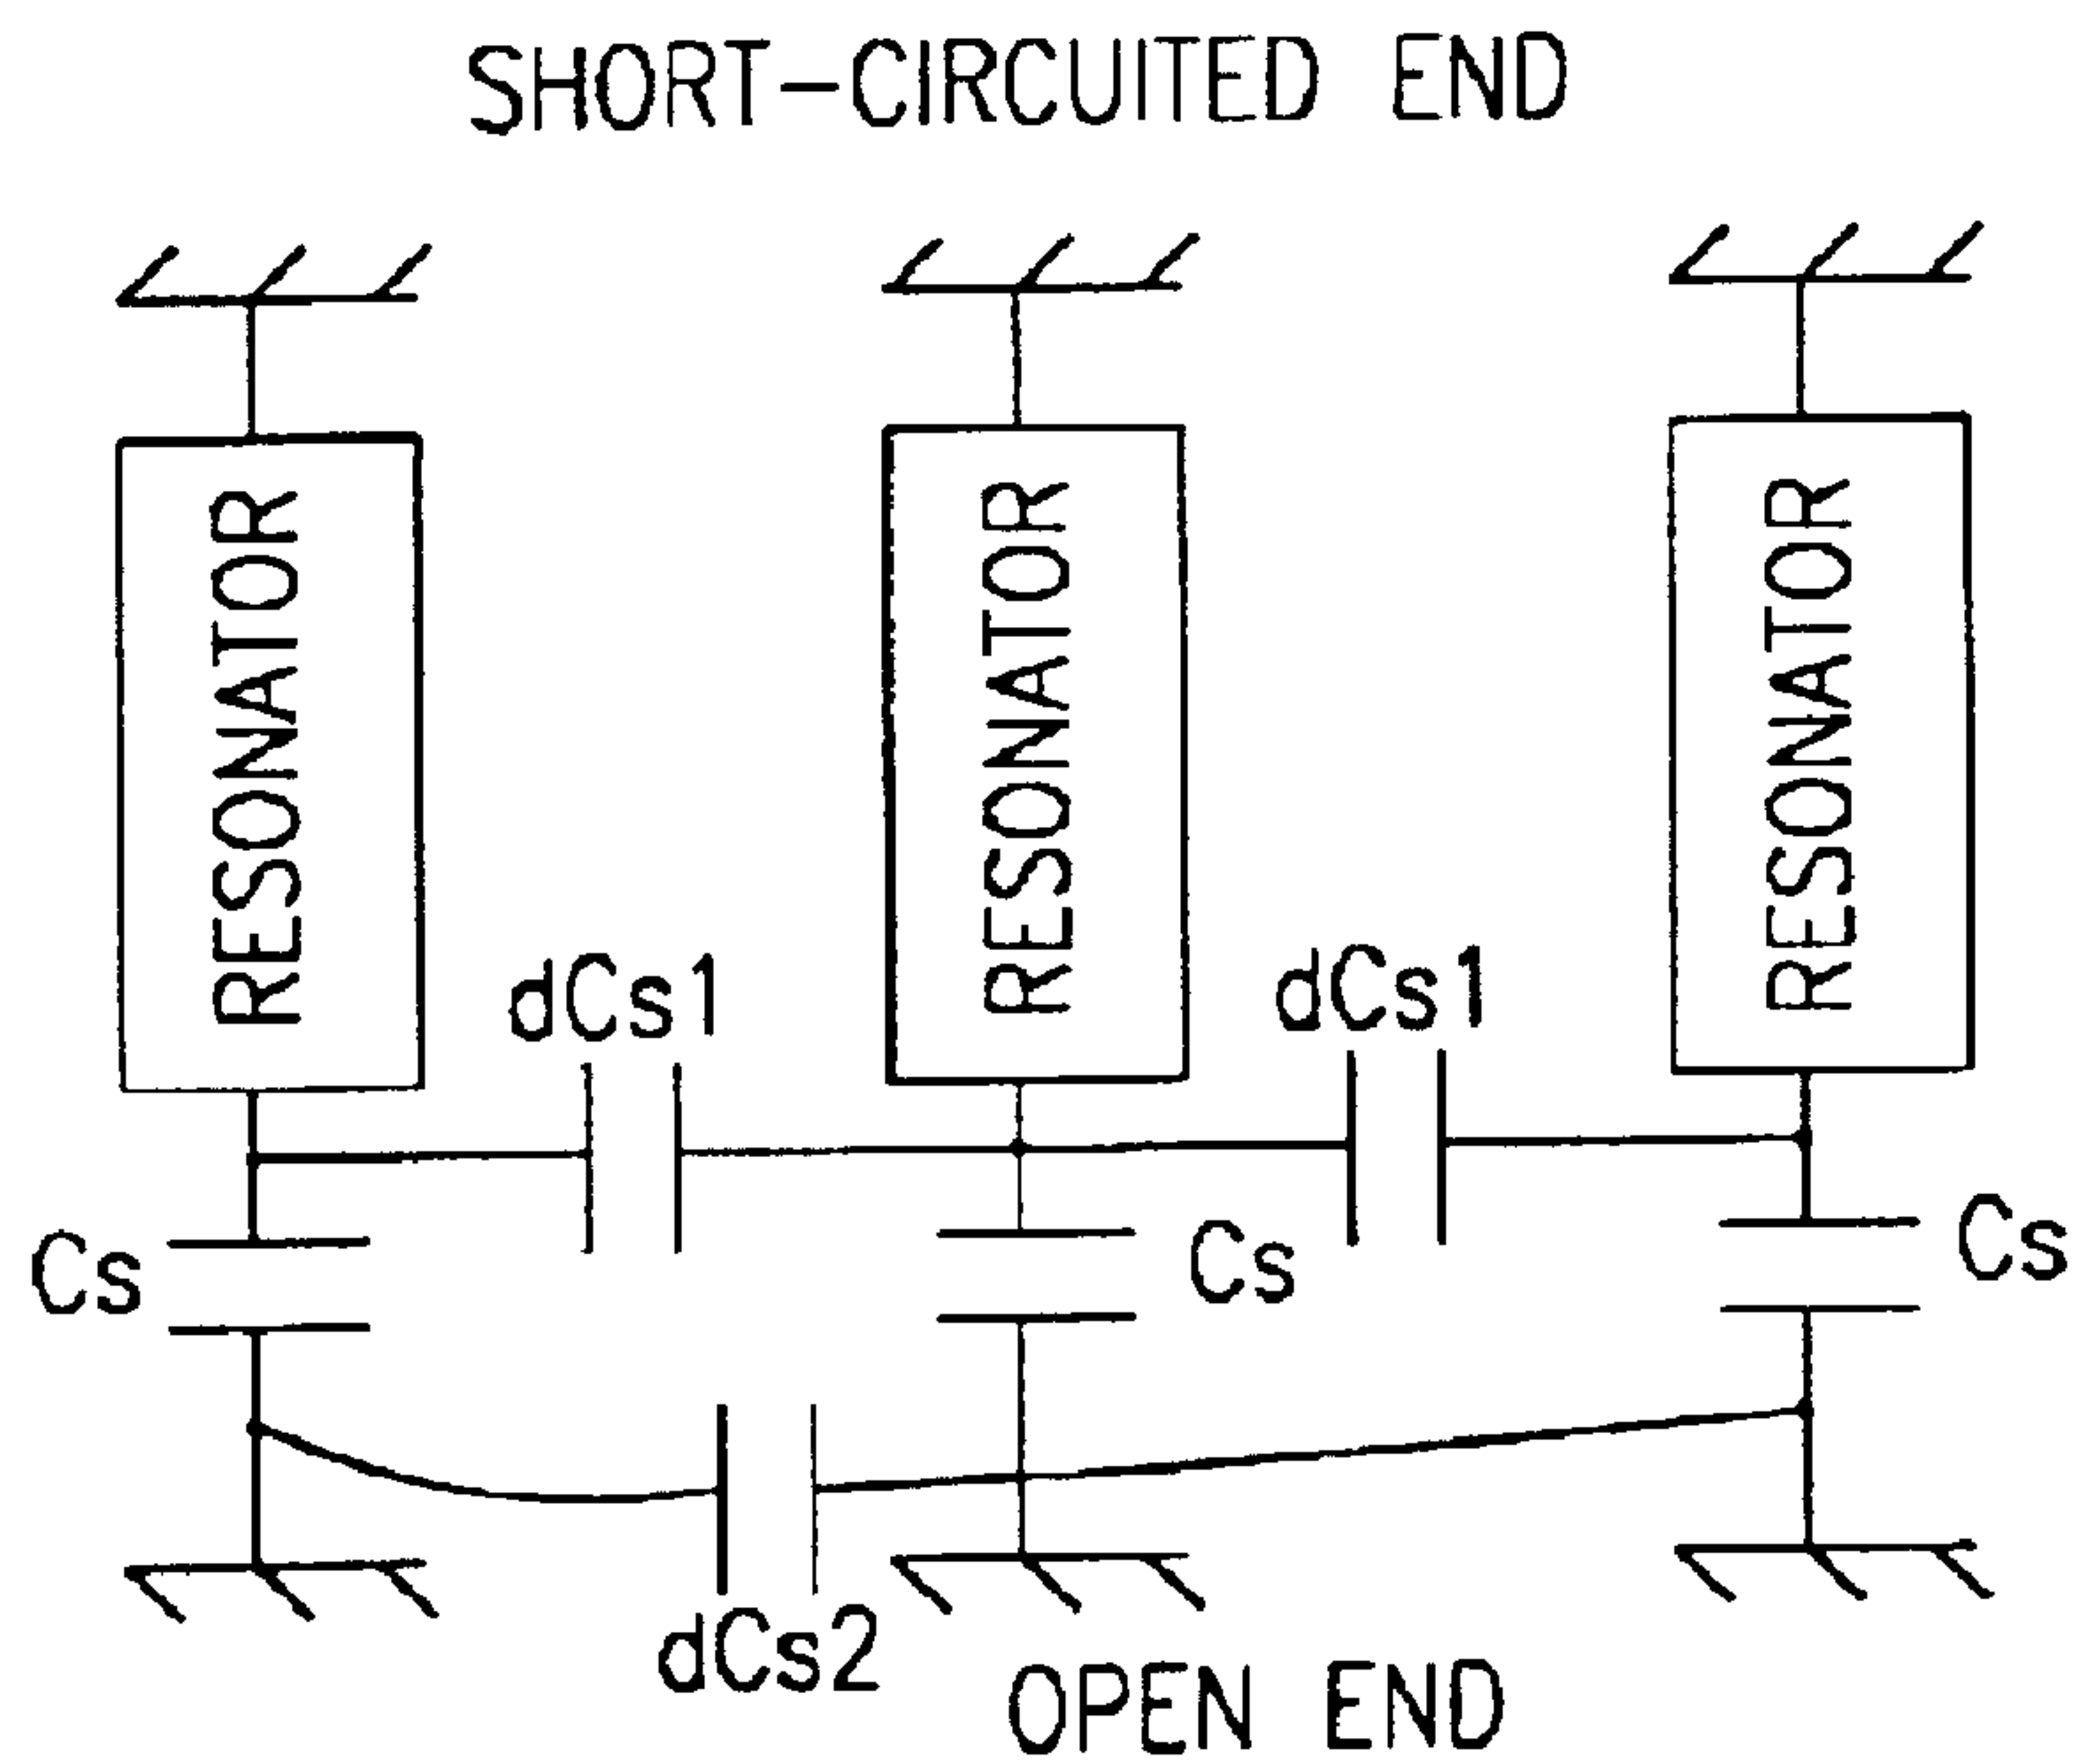 SHORT-CIRCUITED END
RESONATOR
RESONATOR
RESONATOR
dCs1
dCs1
Cs
Cs
Cs
dCs2
OPEN END